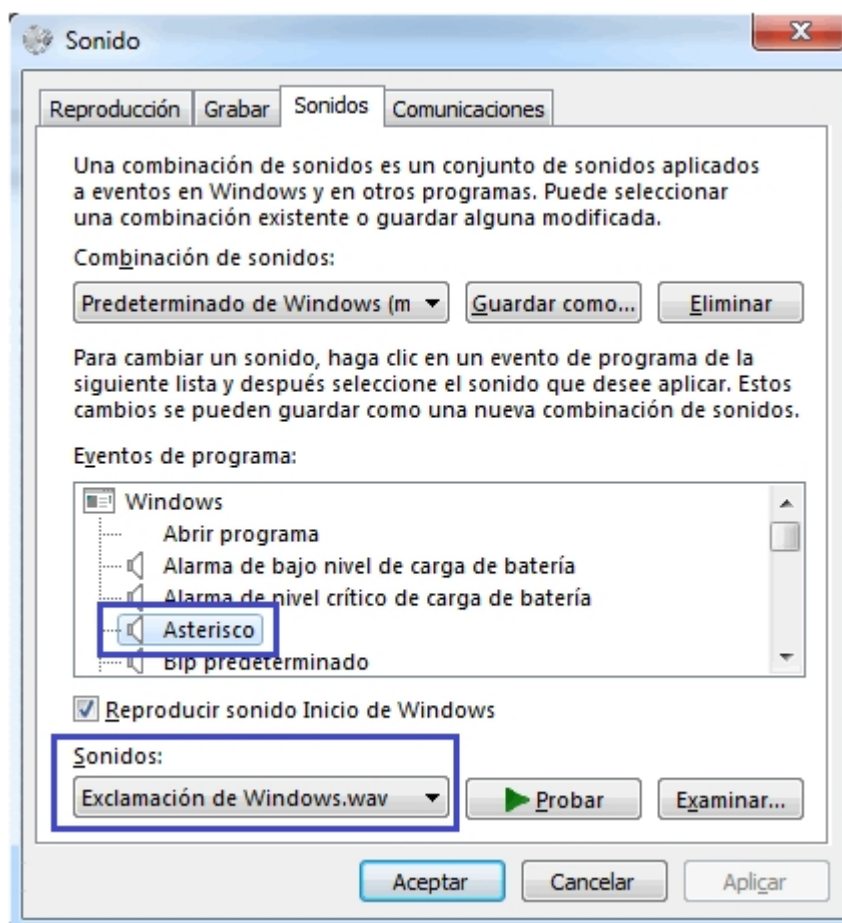 Sonido
Reproducción Grabar Sonidos Comunicaciones
Una combinación de sonidos es un conjunto de sonidos aplicados
a eventos en Windows y en otros programas. Puede seleccionar
una combinación existente o guardar alguna modificada.
Combinación de sonidos:
Predeterminado de Windows (m Guardar como... Eliminar
Para cambiar un sonido, haga clic en un evento de programa de la
siguiente lista y después seleccione el sonido que desee aplicar. Estos
cambios se pueden guardar como una nueva combinación de sonidos.
Eventos de programa:
Windows
Abrir programa
Alarma de bajo nivel de carga de batería
Alarma de nivel crítico de carga de batería
Asterisco
Bip predeterminado
Reproducir sonido Inicio de Windows
Sonidos:
Exclamación de Windows.wav Probar Examinar...
Aceptar Cancelar Aplicar